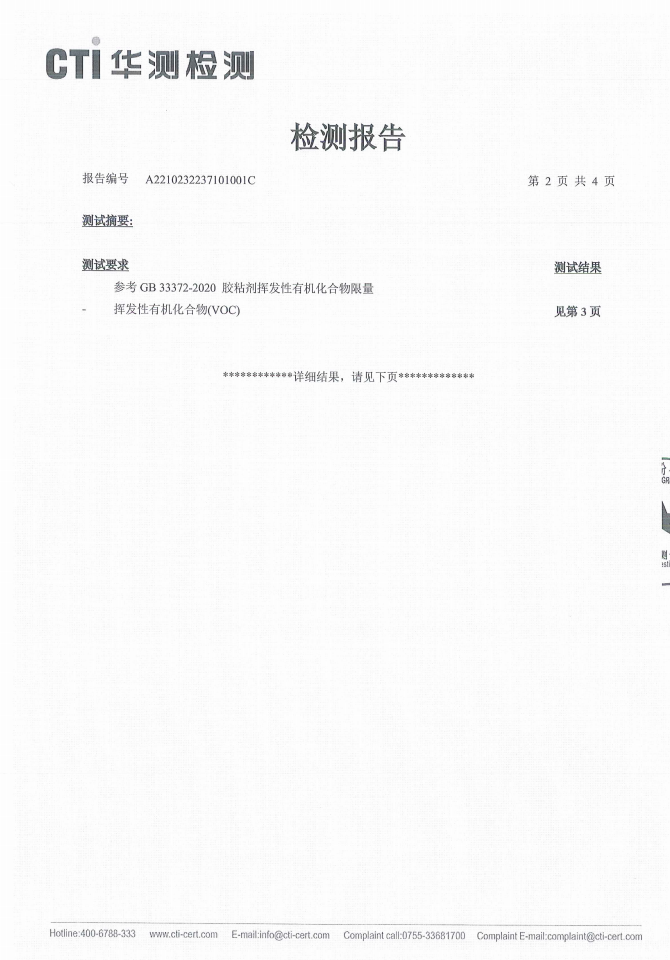 CTI 华测检测
检测报告
报告编号 A2210232237101001C 第 2 页 共 4 页
测试摘要:
测试要求 测试结果
参考 GB 33372-2020 胶粘剂挥发性有机化合物限量
- 挥发性有机化合物(VOC) 见第 3 页
************详细结果，请见下页*************
Hotline:400-6788-333 www.cti-cert.com E-mail:info@cti-cert.com Complaint call:0755-33681700 Complaint E-mail:complaint@cti-cert.com